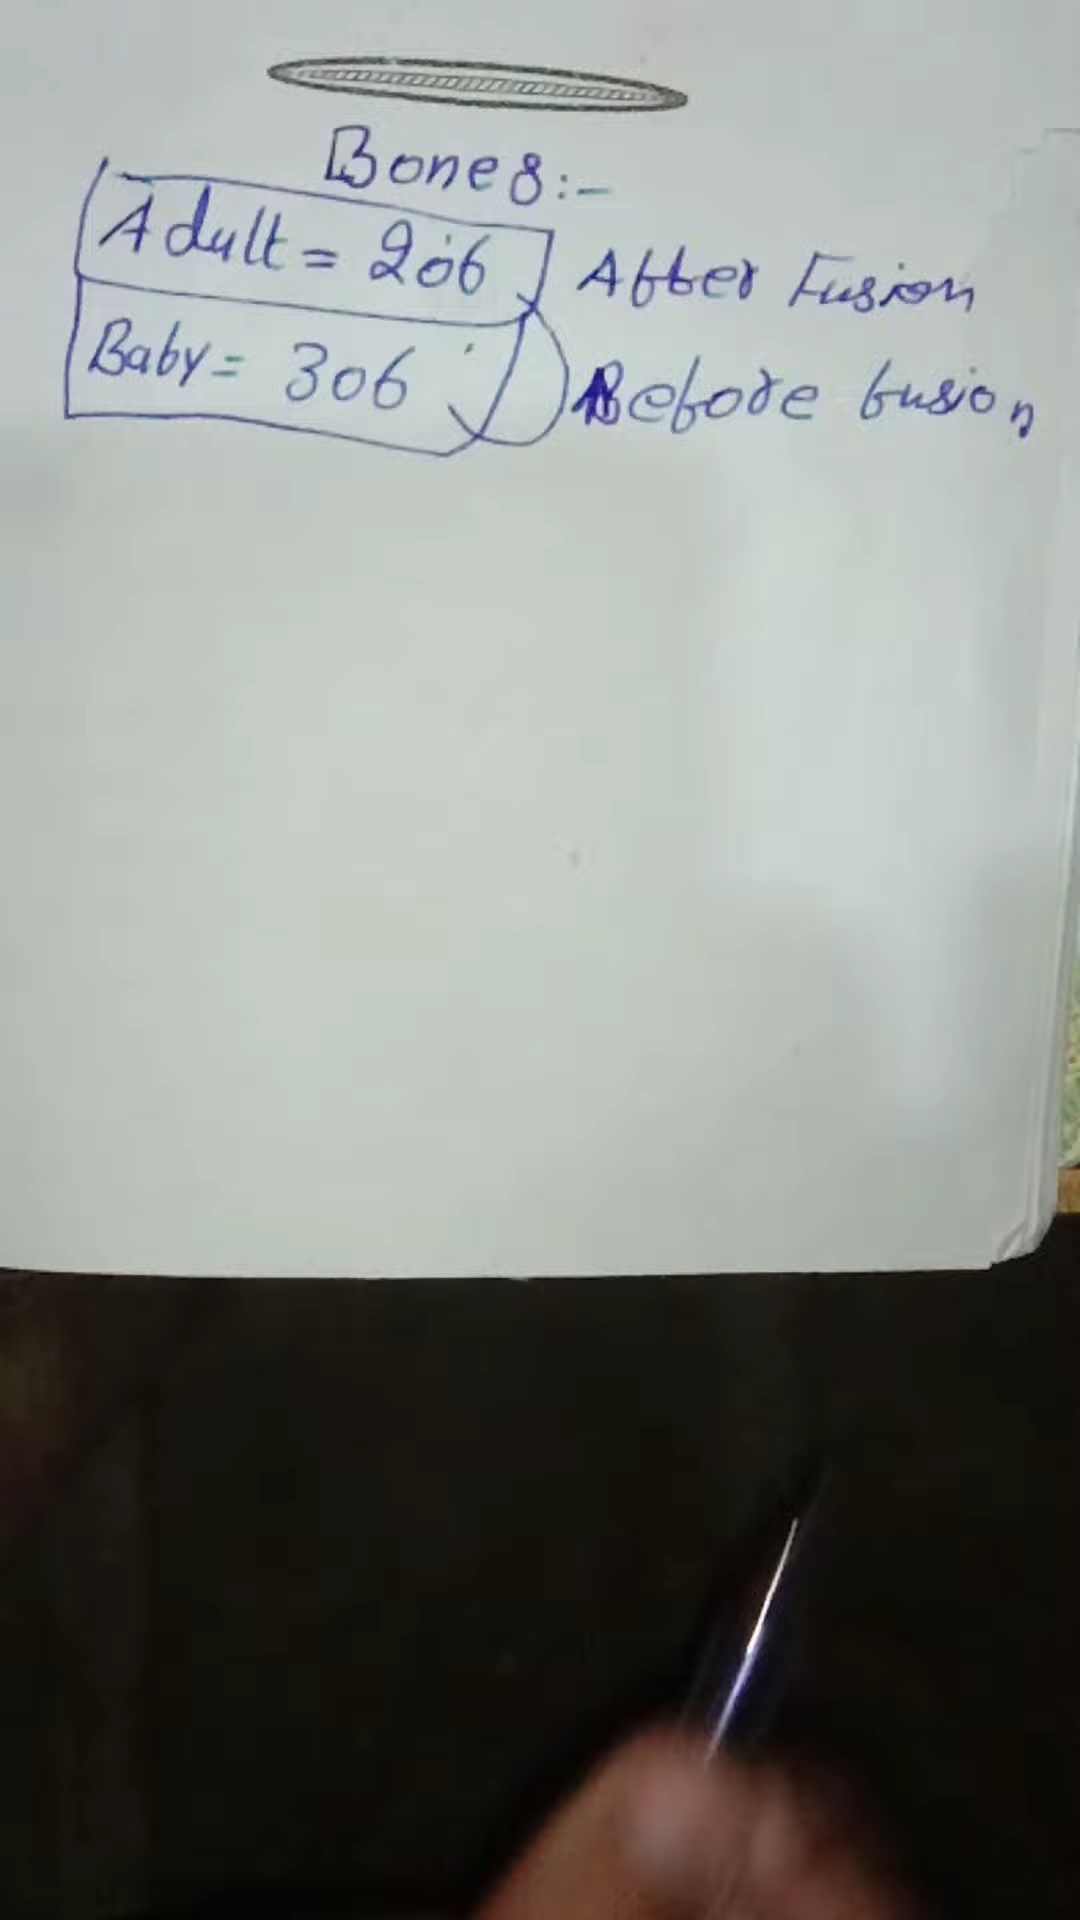 Bones:-
Adult = 206 After Fusion
Baby = 306 Before fusion